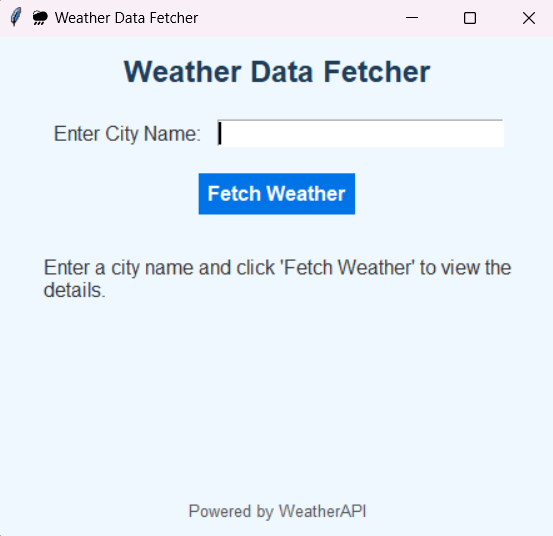 Weather Data Fetcher
Weather Data Fetcher
Enter City Name:
Fetch Weather
Enter a city name and click 'Fetch Weather' to view the
details.
Powered by WeatherAPI